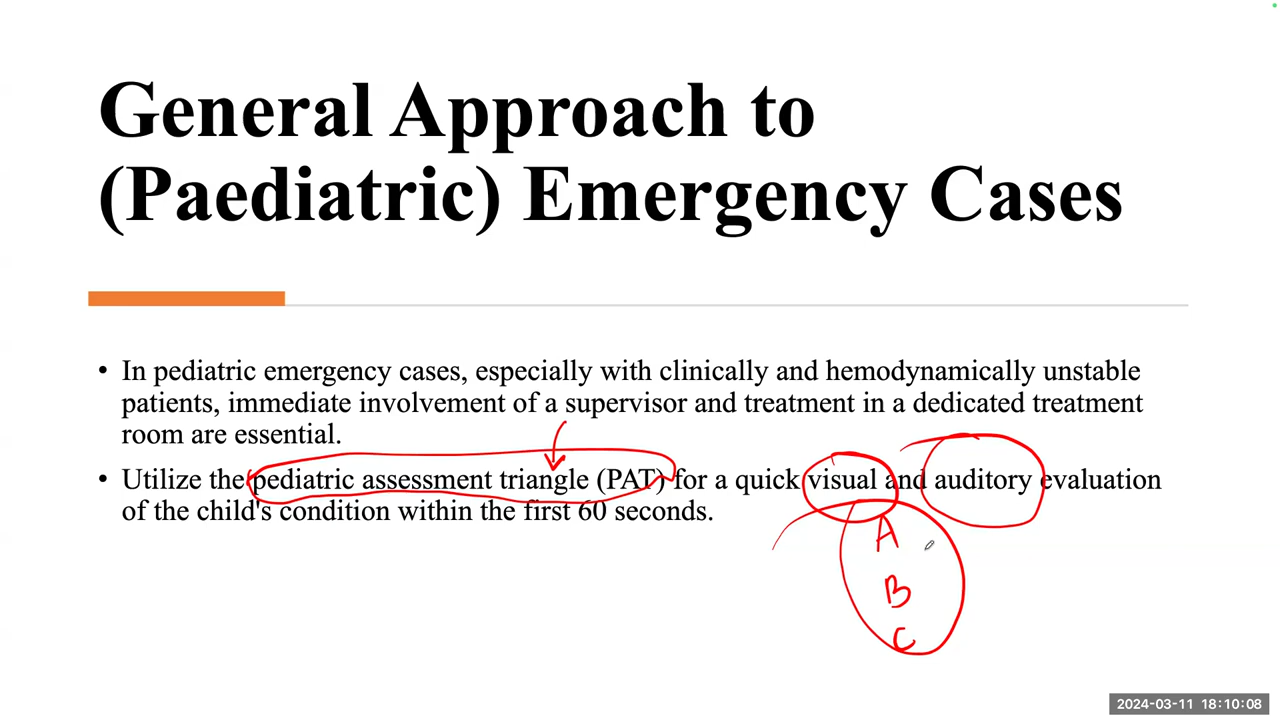 General Approach to
(Paediatric) Emergency Cases
• In pediatric emergency cases, especially with clinically and hemodynamically unstable
patients, immediate involvement of a supervisor and treatment in a dedicated treatment
room are essential.
• Utilize the pediatric assessment triangle (PAT) for a quick visual and auditory evaluation
of the child's condition within the first 60 seconds.
A
B
C
2024-03-11 18:10:08